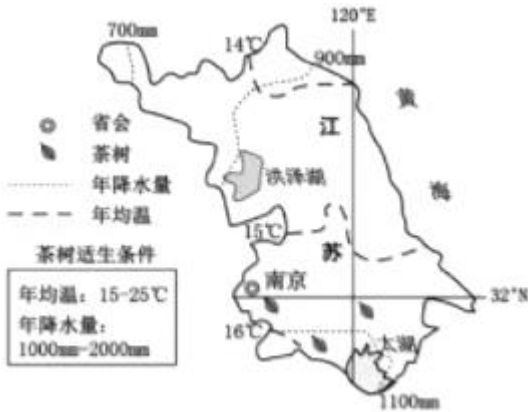 120°E
700mm
14℃
900mm
黄
海
江
苏
省会
茶树
年降水量
年均温
洪泽湖
15℃
茶树适生条件
年均温：15-25℃
年降水量：
1000mm-2000mm
南京
32°N
16℃
太湖
1100mm